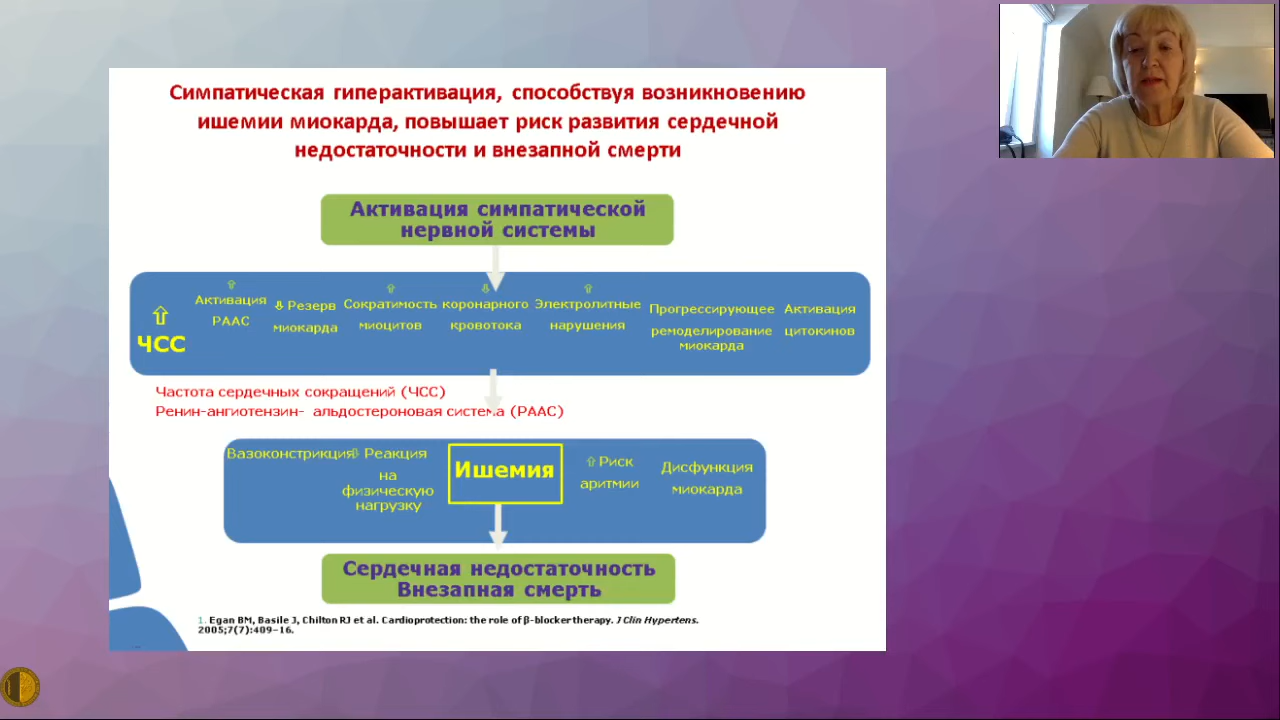 Симпатическая гиперактивация, способствуя возникновению
ишемии миокарда, повышает риск развития сердечной
недостаточности и внезапной смерти
Активация симпатической
нервной системы
⇧
ЧСС
⇧
Активация
РААС
⇩ Резерв
миокарда
⇧
Сократимость
миоцитов
⇩
коронарного
кровотока
⇧
Электролитные
нарушения
Прогрессирующее
ремоделирование
миокарда
Активация
цитокинов
Частота сердечных сокращений (ЧСС)
Ренин-ангиотензин- альдостероновая система (РААС)
Вазоконстрикция
⇩ Реакция
на
физическую
нагрузку
Ишемия
⇧ Риск
аритмии
Дисфункция
миокарда
Сердечная недостаточность
Внезапная смерть
1. Egan BM, Basile J, Chilton RJ et al. Cardioprotection: the role of β-blocker therapy. J Clin Hypertens.
2005;7(7):409–16.